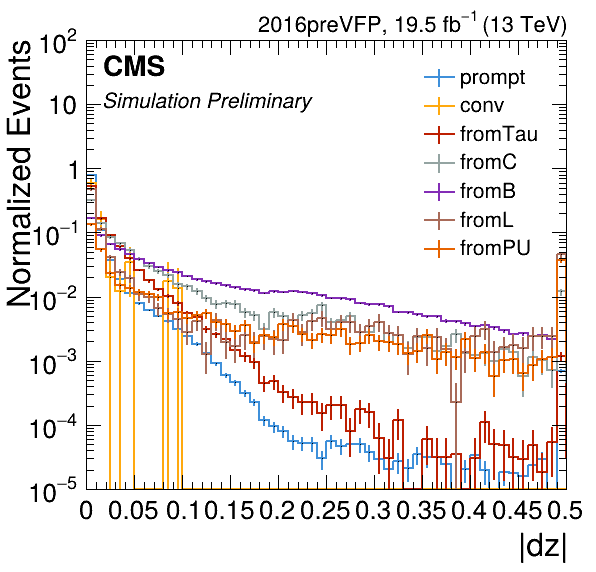 2016preVFP, 19.5 fb⁻¹ (13 TeV)
CMS
Simulation Preliminary
Normalized Events
10²
10
1
10⁻¹
10⁻²
10⁻³
10⁻⁴
10⁻⁵
prompt
conv
fromTau
fromC
fromB
fromL
fromPU
0 0.05 0.1 0.15 0.2 0.25 0.3 0.35 0.4 0.45 0.5
|dz|